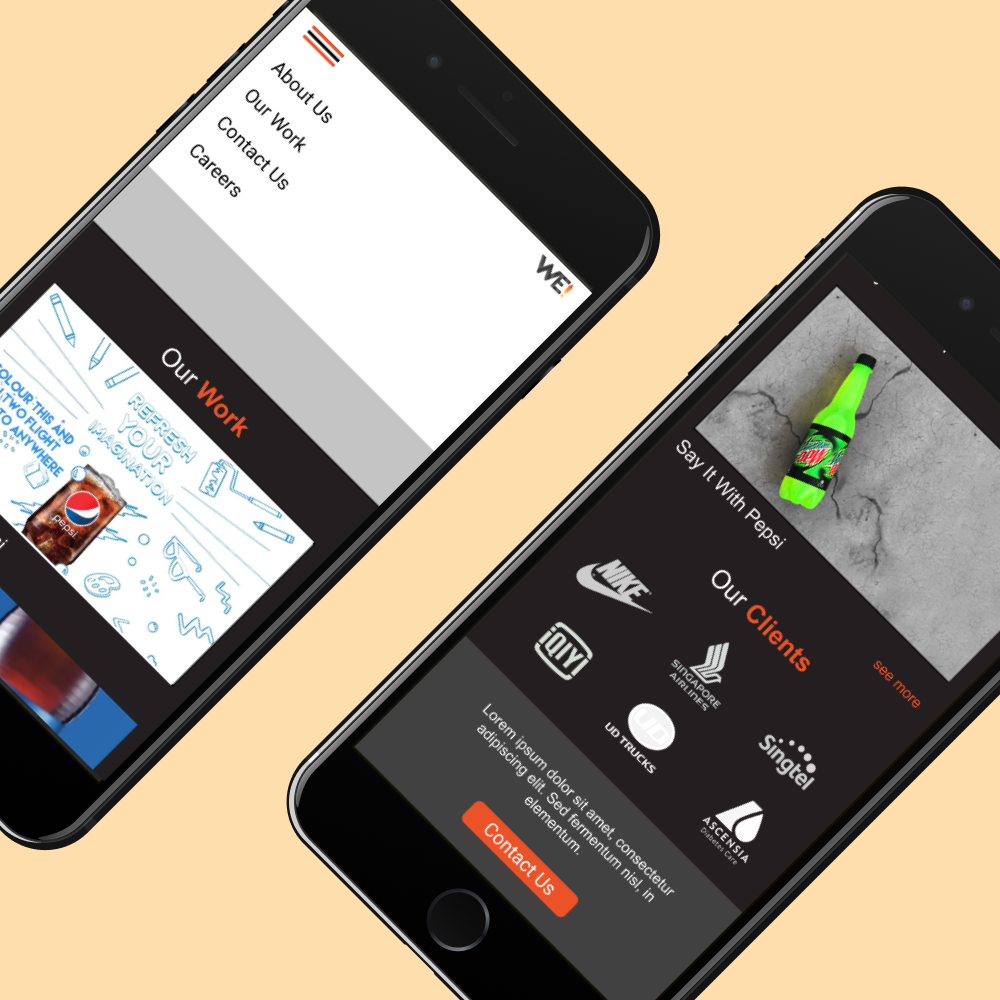 About Us
Our Work
Contact Us
Careers
WE!
Our Work
COLOUR THIS AND
TWO FLIGHT
TO ANYWHERE
REFRESH
YOUR
IMAGINATION
pepsi
Say It With Pepsi
see more
Our Clients
NIKE
SINGAPORE
AIRLINES
Singtel
iQIYI
UD
UD TRUCKS
ASCENSIA
Diabetes Care
Lorem ipsum dolor sit amet, consectetur
adipiscing elit. Sed fermentum nisl, in
elementum.
Contact Us